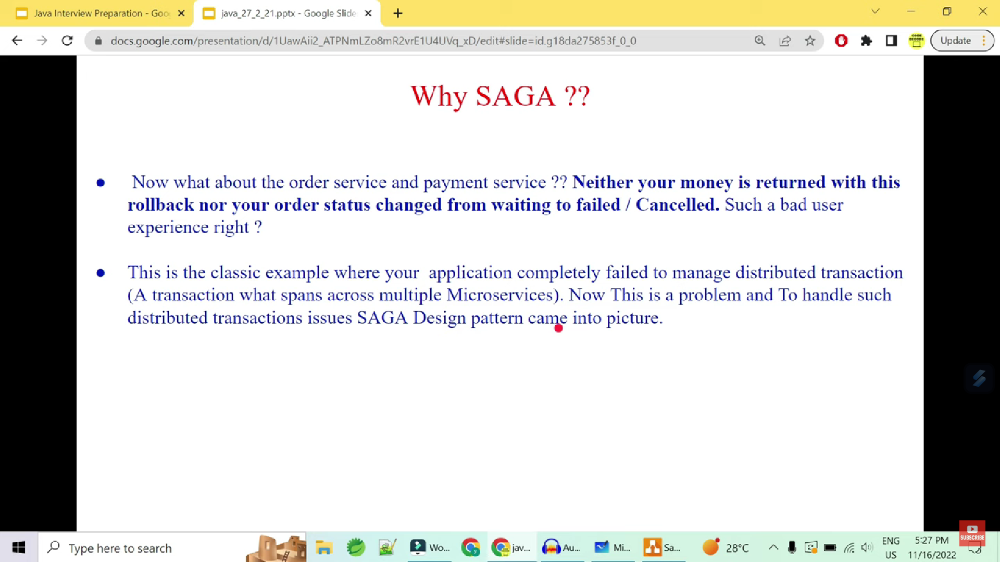 Java Interview Preparation - Goo
java_27_2_21.pptx - Google Slide
docs.google.com/presentation/d/1UawAii2_ATPNmLZo8mR2vrE1U4UVq_xD/edit#slide=id.g18da275853f_0_0
CODE DECODE
Update
Why SAGA ??
Now what about the order service and payment service ?? Neither your money is returned with this
rollback nor your order status changed from waiting to failed / Cancelled. Such a bad user
experience right ?
This is the classic example where your application completely failed to manage distributed transaction
(A transaction what spans across multiple Microservices). Now This is a problem and To handle such
distributed transactions issues SAGA Design pattern came into picture.
SUBSCRIBE
Type here to search
Wo...
jav...
Au...
Mi...
Sa...
28°C
ENG
US
5:27 PM
11/16/2022